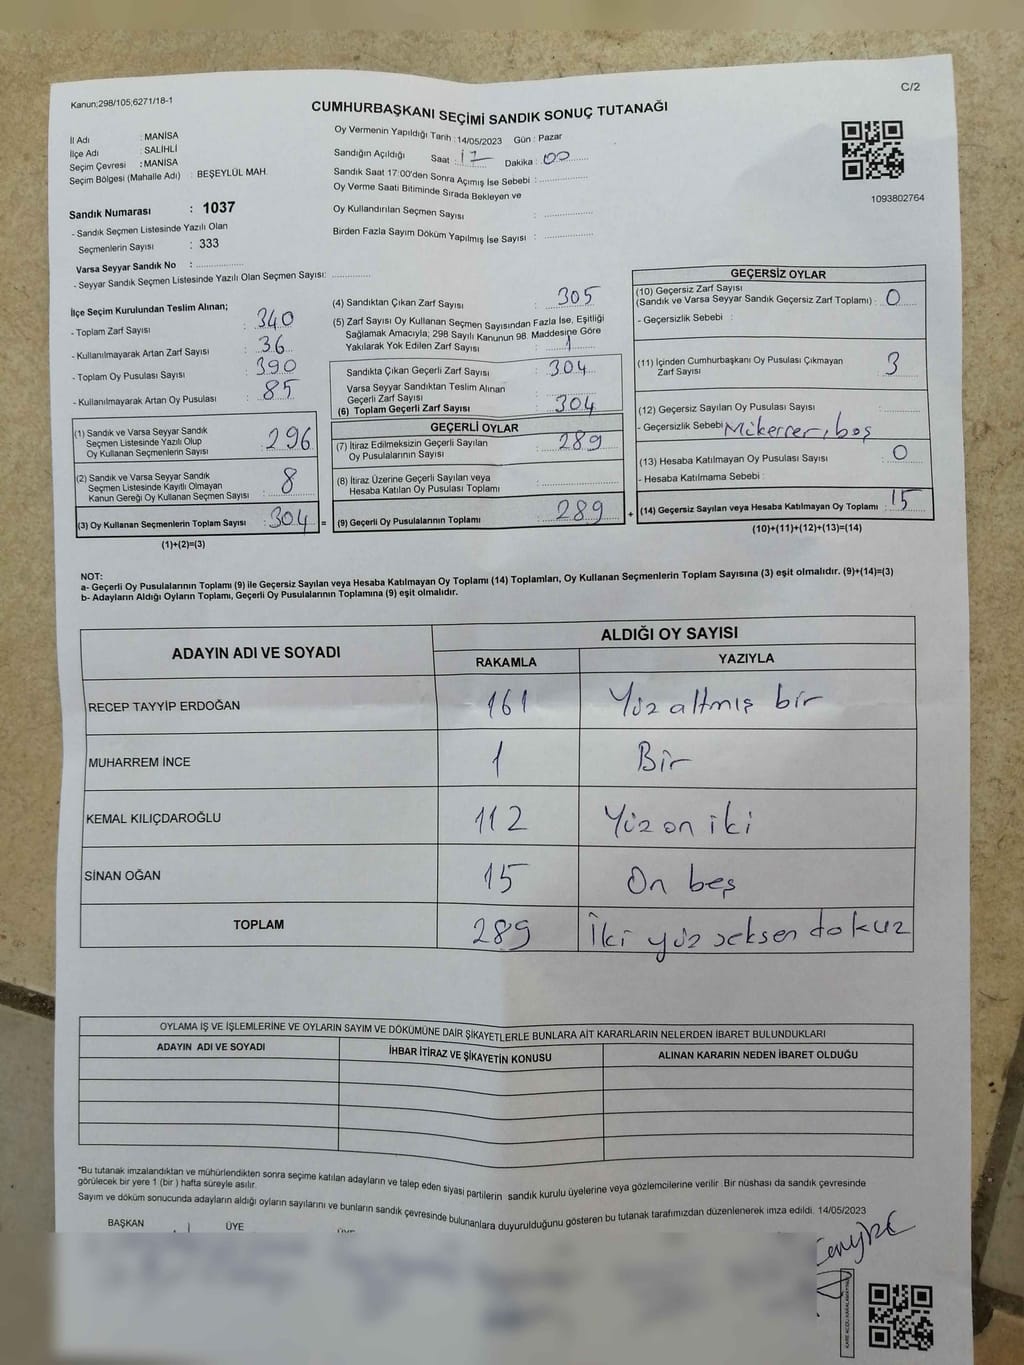 Kanun;298/105;6271/18-1
C/2
CUMHURBAŞKANI SEÇİMİ SANDIK SONUÇ TUTANAĞI
İl Adı : MANİSA
İlçe Adı : SALİHLİ
Seçim Çevresi : MANİSA
Seçim Bölgesi (Mahalle Adı) : BEŞEYLÜL MAH.
Sandık Numarası : 1037
- Sandık Seçmen Listesinde Yazılı Olan
Seçmenlerin Sayısı : 333
Varsa Seyyar Sandık No :
- Seyyar Sandık Seçmen Listesinde Yazılı Olan Seçmen Sayısı:
Oy Vermenin Yapıldığı Tarih : 14/05/2023 Gün : Pazar
Sandığın Açıldığı Saat : 17 Dakika : 00
Sandık Saat 17:00'den Sonra Açımış İse Sebebi :
Oy Verme Saati Bitiminde Sırada Bekleyen ve
Oy Kullandırılan Seçmen Sayısı :
Birden Fazla Sayım Döküm Yapılmış İse Sayısı :
1093802764
İlçe Seçim Kurulundan Teslim Alınan;
- Toplam Zarf Sayısı : 340
- Kullanılmayarak Artan Zarf Sayısı : 36
- Toplam Oy Pusulası Sayısı : 390
- Kullanılmayarak Artan Oy Pusulası : 85
(1) Sandık ve Varsa Seyyar Sandık
Seçmen Listesinde Yazılı Olup
Oy Kullanan Seçmenlerin Sayısı : 296
(2) Sandık ve Varsa Seyyar Sandık
Seçmen Listesinde Kayıtlı Olmayan
Kanun Gereği Oy Kullanan Seçmen Sayısı : 8
(3) Oy Kullanan Seçmenlerin Toplam Sayısı : 304 =
(1)+(2)=(3)
(4) Sandıktan Çıkan Zarf Sayısı : 305
(5) Zarf Sayısı Oy Kullanan Seçmen Sayısından Fazla İse, Eşitliği
Sağlamak Amacıyla; 298 Sayılı Kanunun 98. Maddesine Göre
Yakılarak Yok Edilen Zarf Sayısı : 1
Sandıkta Çıkan Geçerli Zarf Sayısı : 304
Varsa Seyyar Sandıktan Teslim Alınan
Geçerli Zarf Sayısı :
(6) Toplam Geçerli Zarf Sayısı : 304
GEÇERLİ OYLAR
(7) İtiraz Edilmeksizin Geçerli Sayılan
Oy Pusulalarının Sayısı : 289
(8) İtiraz Üzerine Geçerli Sayılan veya
Hesaba Katılan Oy Pusulası Toplamı :
(9) Geçerli Oy Pusulalarının Toplamı : 289 +
GEÇERSİZ OYLAR
(10) Geçersiz Zarf Sayısı
(Sandık ve Varsa Seyyar Sandık Geçersiz Zarf Toplamı) : 0
- Geçersizlik Sebebi :
(11) İçinden Cumhurbaşkanı Oy Pusulası Çıkmayan
Zarf Sayısı : 3
(12) Geçersiz Sayılan Oy Pusulası Sayısı :
- Geçersizlik Sebebi Mükerrer, boş
(13) Hesaba Katılmayan Oy Pusulası Sayısı : 0
- Hesaba Katılmama Sebebi :
(14) Geçersiz Sayılan veya Hesaba Katılmayan Oy Toplamı : 15
(10)+(11)+(12)+(13)=(14)
NOT:
a- Geçerli Oy Pusulalarının Toplamı (9) ile Geçersiz Sayılan veya Hesaba Katılmayan Oy Toplamı (14) Toplamları, Oy Kullanan Seçmenlerin Toplam Sayısına (3) eşit olmalıdır. (9)+(14)=(3)
b- Adayların Aldığı Oyların Toplamı, Geçerli Oy Pusulalarının Toplamına (9) eşit olmalıdır.
ADAYIN ADI VE SOYADI
ALDIĞI OY SAYISI
RAKAMLA YAZIYLA
RECEP TAYYİP ERDOĞAN 161 Yüz altmış bir
MUHARREM İNCE 1 Bir
KEMAL KILIÇDAROĞLU 112 Yüz on iki
SİNAN OĞAN 15 On beş
TOPLAM 289 İki yüz seksen dokuz
OYLAMA İŞ VE İŞLEMLERİNE VE OYLARIN SAYIM VE DÖKÜMÜNE DAİR ŞİKAYETLERLE BUNLARA AİT KARARLARIN NELERDEN İBARET BULUNDUKLARI
ADAYIN ADI VE SOYADI İHBAR İTİRAZ VE ŞİKAYETİN KONUSU ALINAN KARARIN NEDEN İBARET OLDUĞU
*Bu tutanak imzalandıktan ve mühürlendikten sonra seçime katılan adayların ve talep eden siyasi partilerin sandık kurulu üyelerine veya gözlemcilerine verilir. Bir nüshası da sandık çevresinde
görülecek bir yere 1 (bir ) hafta süreyle asılır.
Sayım ve döküm sonucunda adayların aldığı oyların sayılarını ve bunların sandık çevresinde bulunanlara duyurulduğunu gösteren bu tutanak tarafımızdan düzenlenerek imza edildi. 14/05/2023
BAŞKAN ÜYE